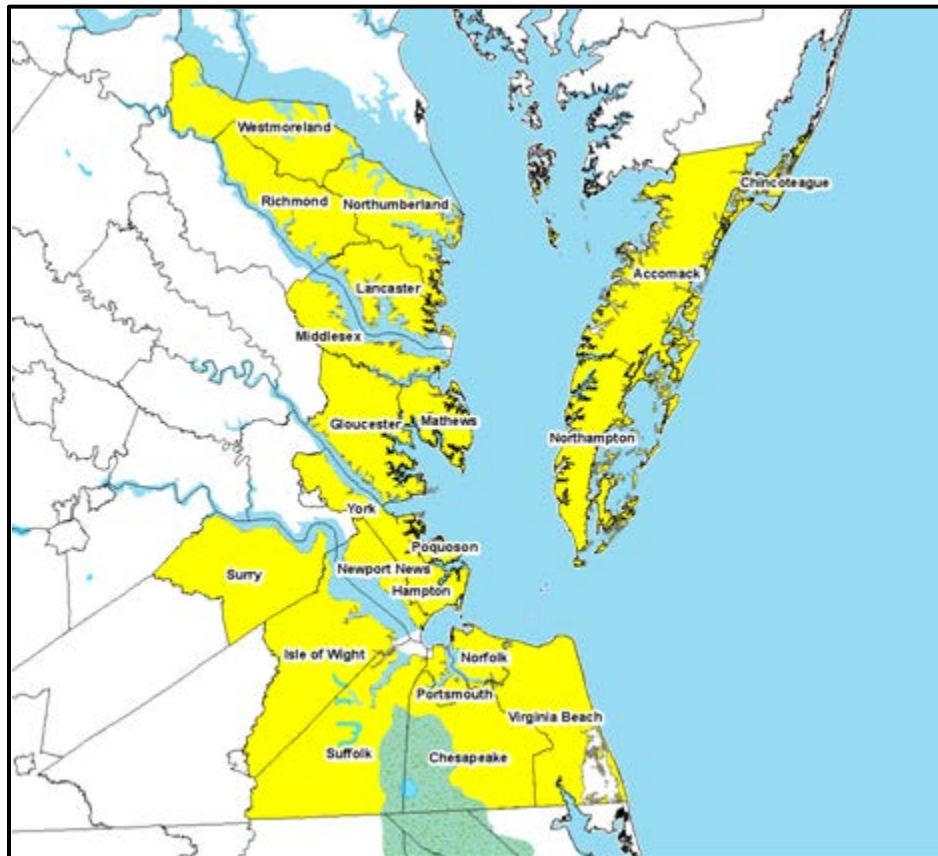 Westmoreland
Chincoteague
Richmond
Northumberland
Accomack
Lancaster
Middlesex
Gloucester
Mathews
Northampton
York
Poquoson
Surry
Newport News
Hampton
Isle of Wight
Norfolk
Portsmouth
Virginia Beach
Suffolk
Chesapeake